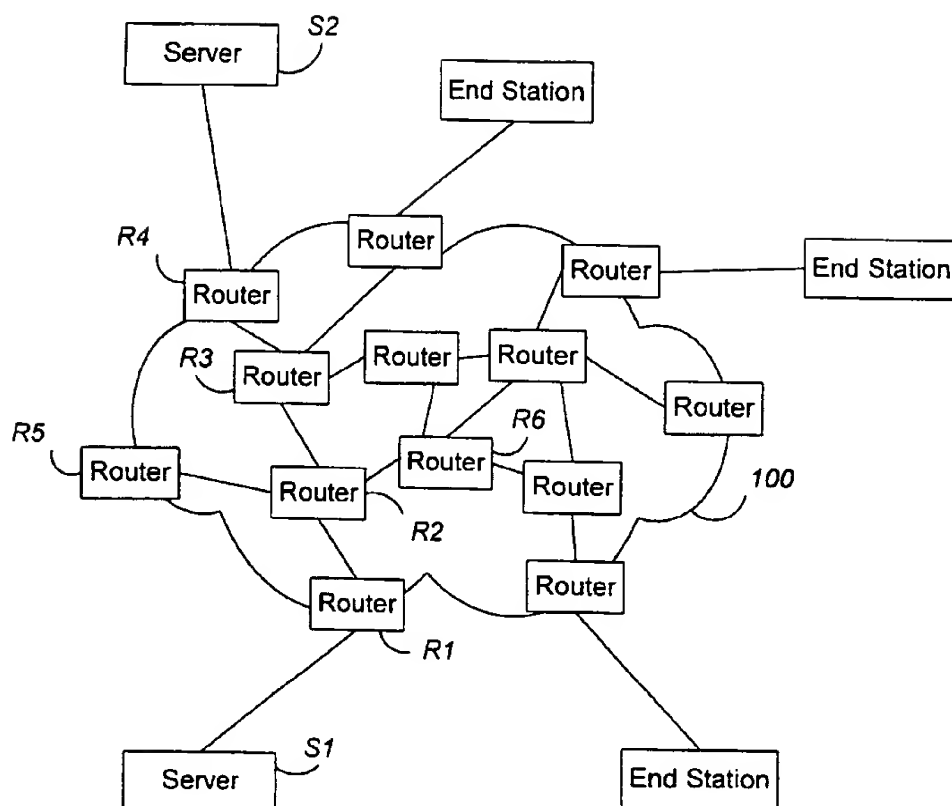 S2
Server
End Station
R4
Router
Router
End Station
Router
R3
Router
Router
Router
R5
R6
Router
Router
Router
Router
Router
100
R2
Router
Router
R1
S1
Server
End Station